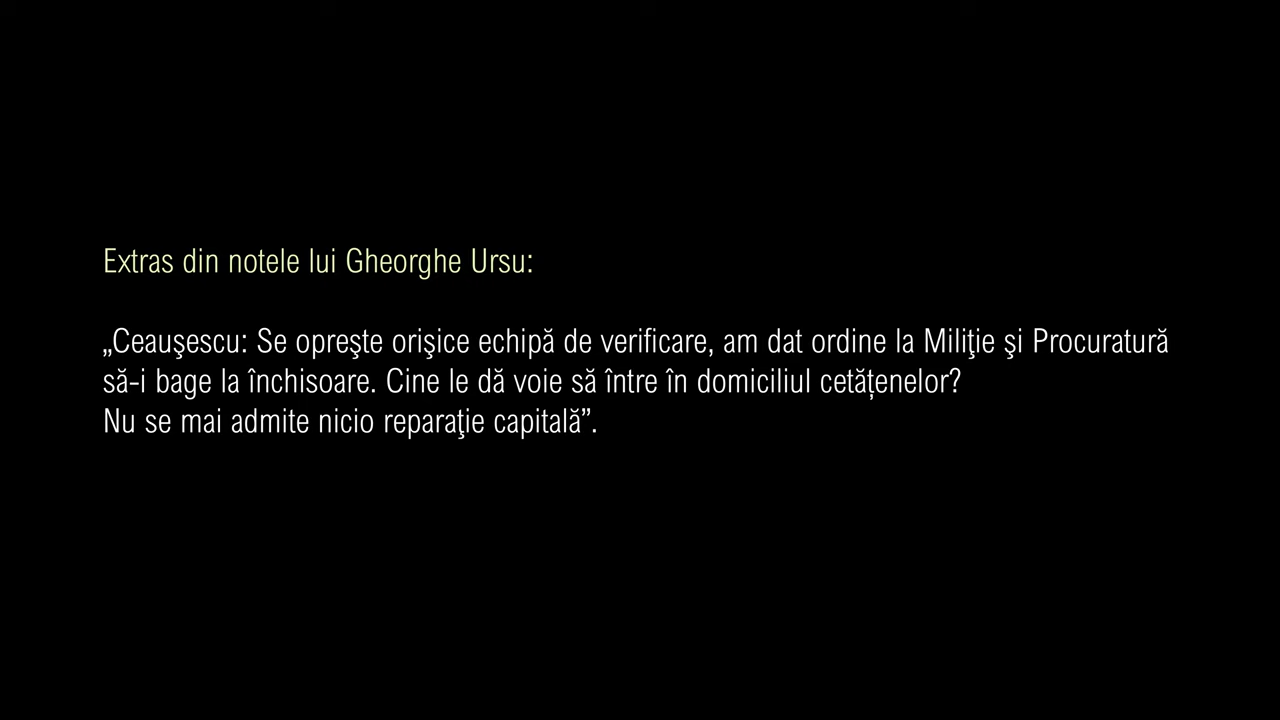 Extras din notele lui Gheorghe Ursu:
„Ceauşescu: Se opreşte orişice echipă de verificare, am dat ordine la Miliţie şi Procuratură
să-i bage la închisoare. Cine le dă voie să între în domiciliul cetățenelor?
Nu se mai admite nicio reparaţie capitală”.